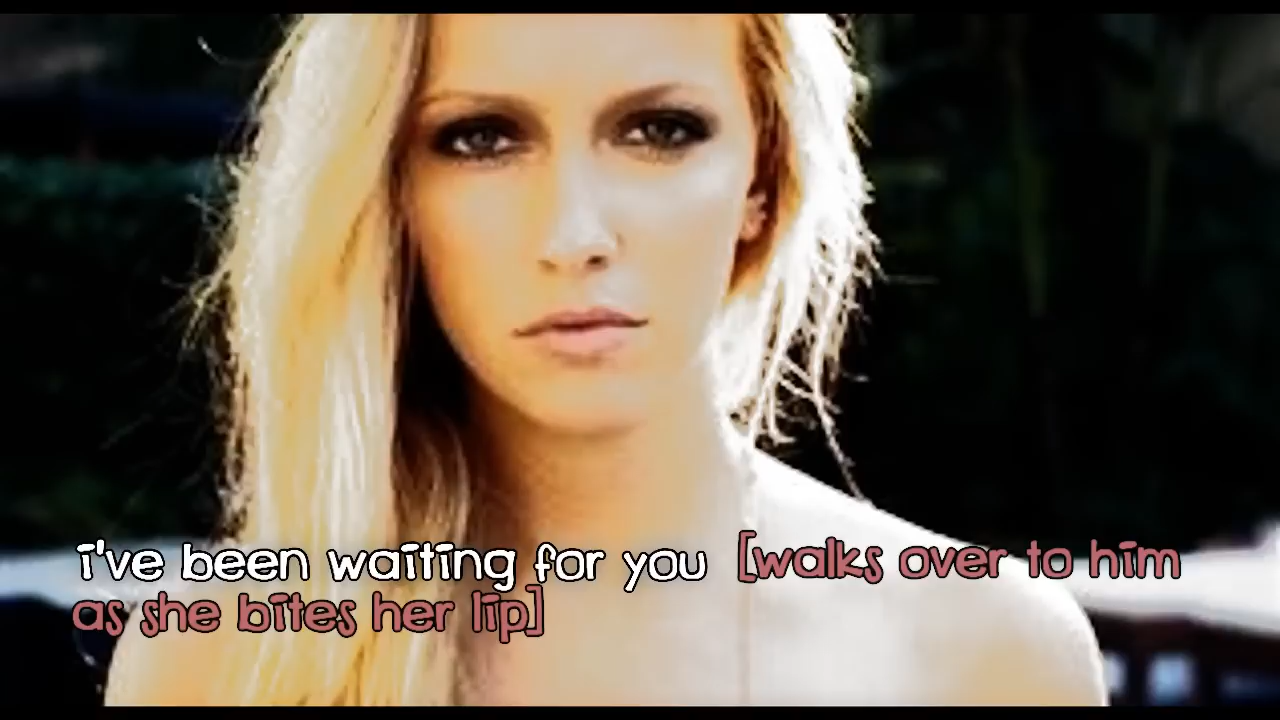 i've been waiting for you [walks over to him
as she bites her lip]